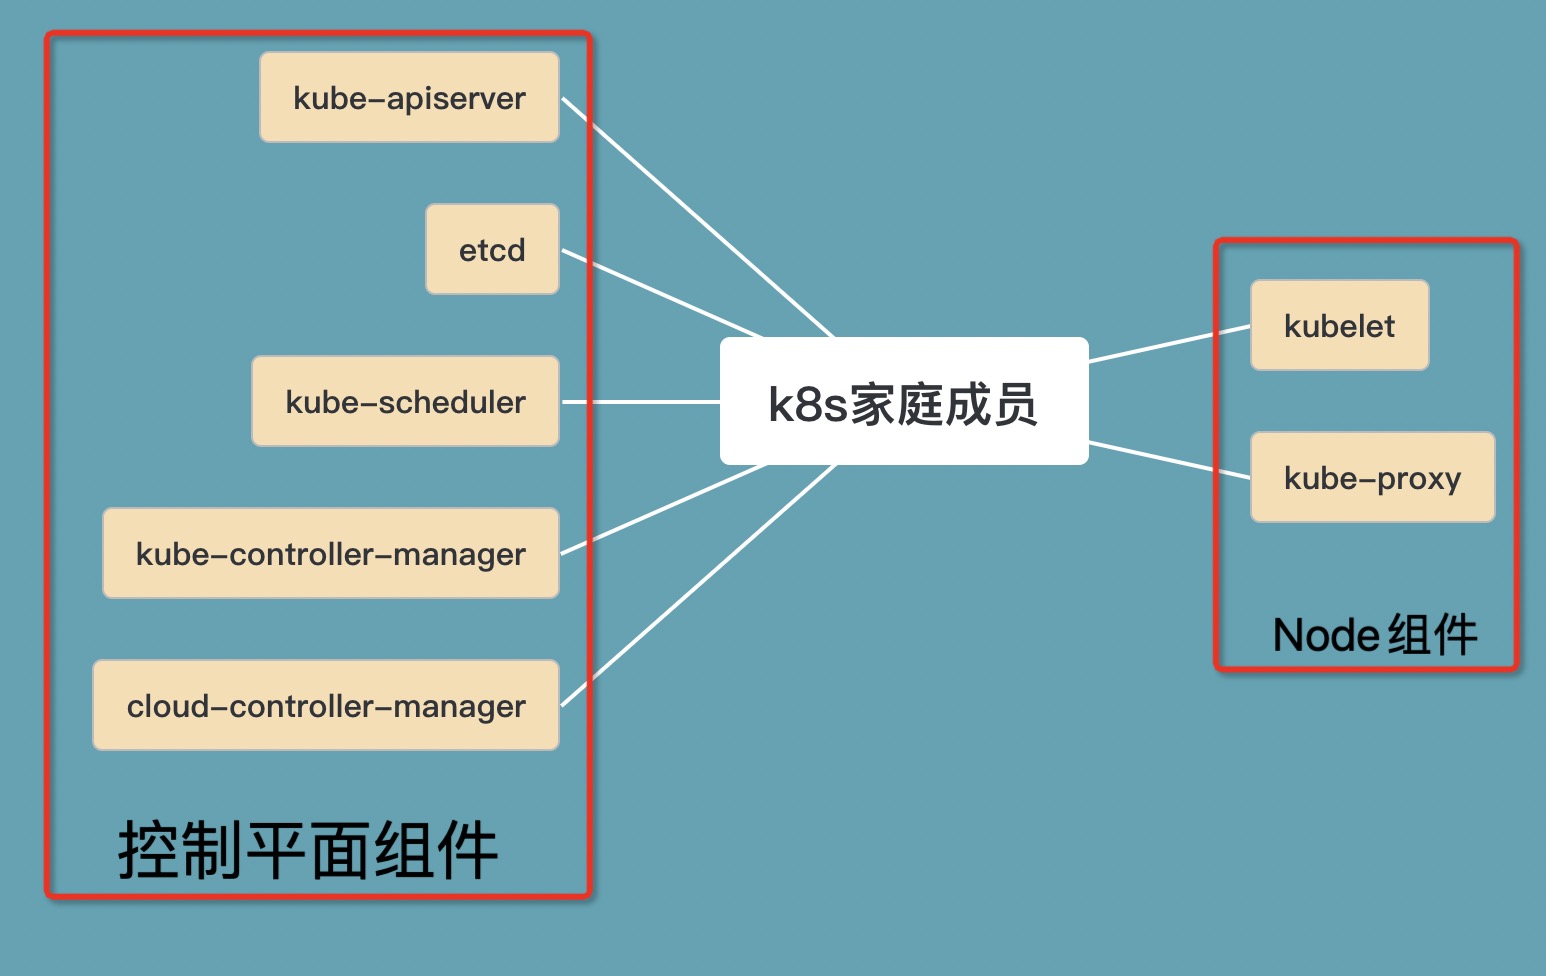 kube-apiserver
etcd
kube-scheduler
kube-controller-manager
cloud-controller-manager
控制平面组件
k8s家庭成员
kubelet
kube-proxy
Node组件